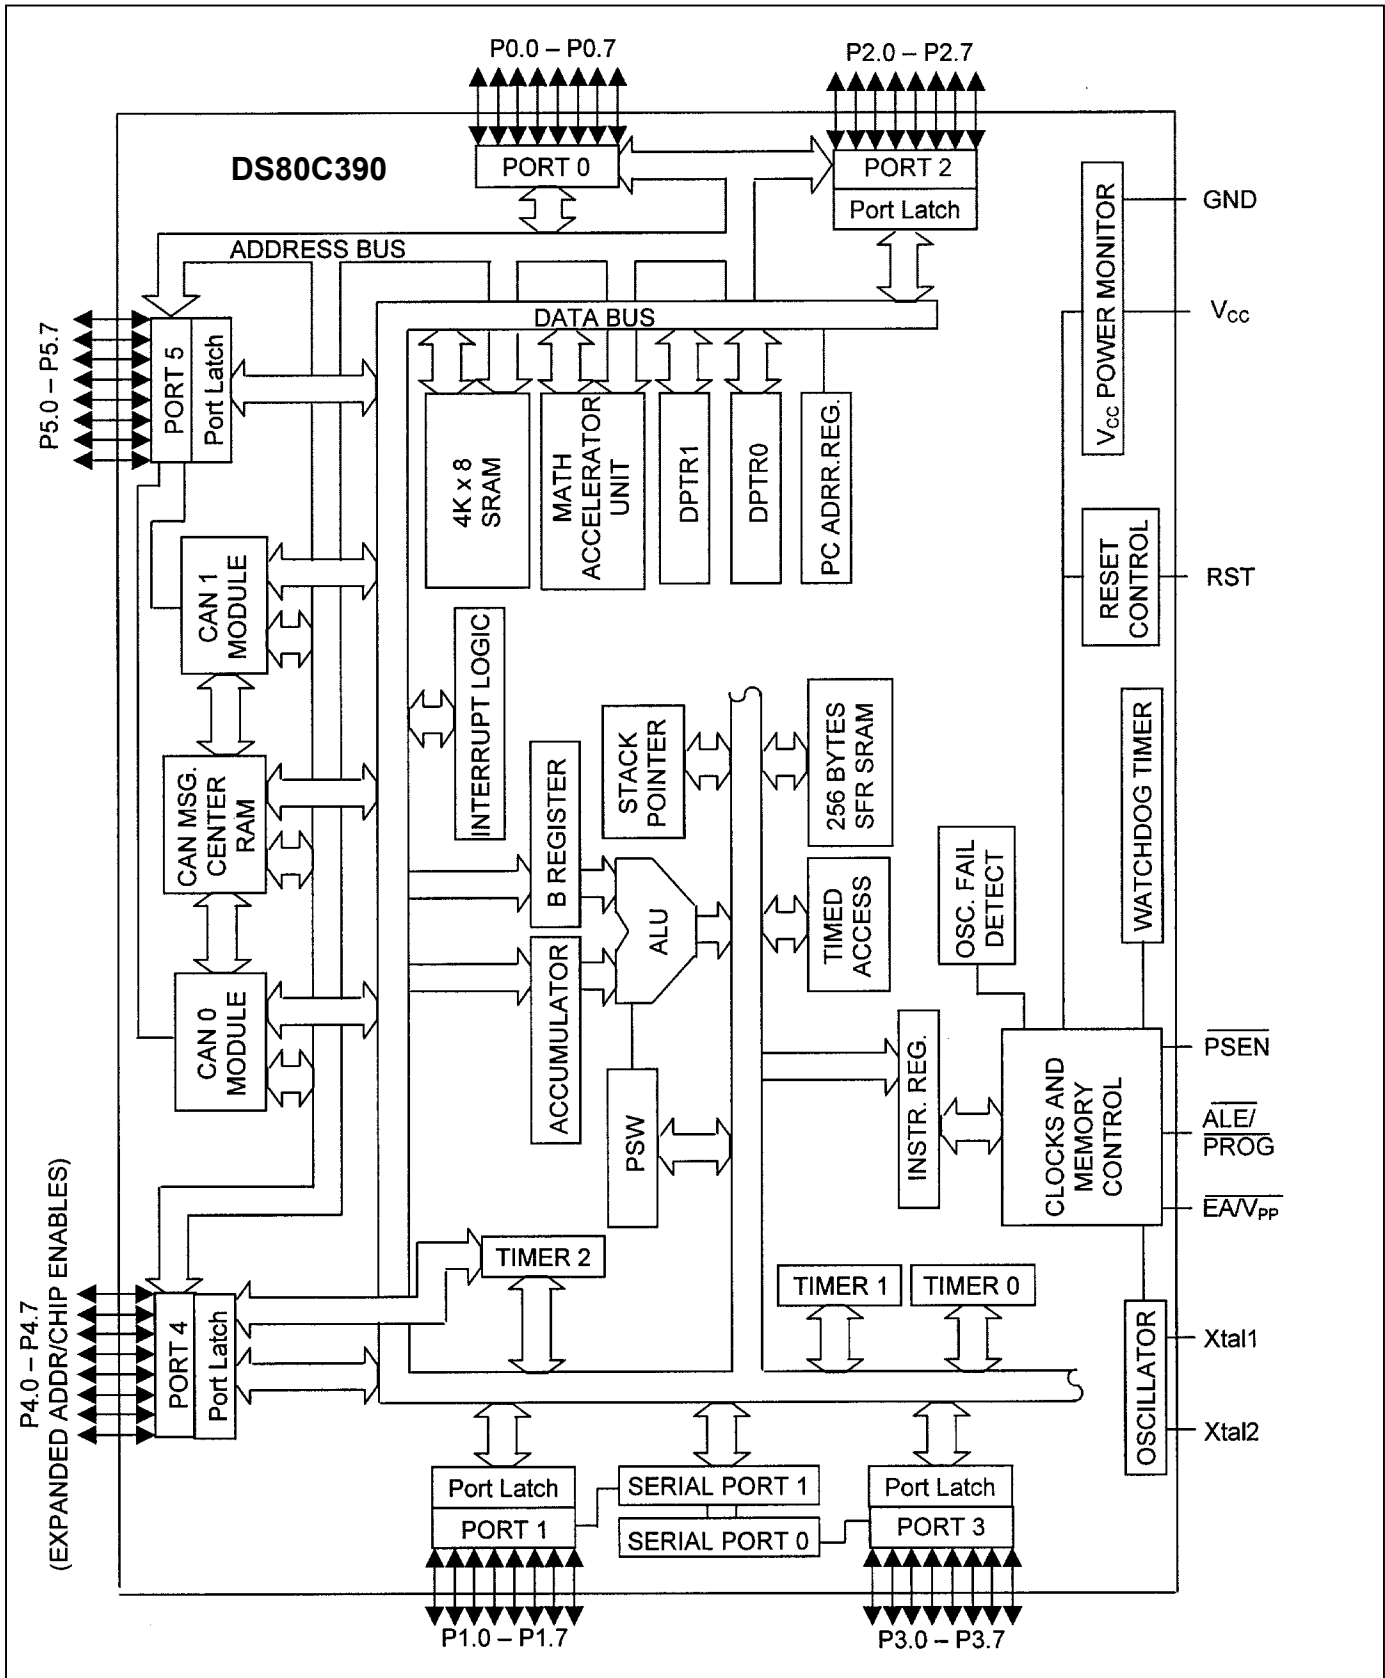 P0.0 – P0.7
P2.0 – P2.7
DS80C390
PORT 0
PORT 2
Port Latch
GND
ADDRESS BUS
VCC POWER MONITOR
VCC
DATA BUS
P5.0 – P5.7
PORT 5
Port Latch
4K x 8
SRAM
MATH
ACCELERATOR
UNIT
DPTR1
DPTR0
PC ADRR.REG.
RESET
CONTROL
RST
CAN 1
MODULE
INTERRUPT LOGIC
STACK
POINTER
256 BYTES
SFR SRAM
WATCHDOG TIMER
CAN MSG.
CENTER
RAM
B REGISTER
ALU
TIMED
ACCESS
OSC. FAIL
DETECT
CAN 0
MODULE
ACCUMULATOR
PSW
INSTR. REG.
CLOCKS AND
MEMORY
CONTROL
PSEN
ALE/
PROG
EA/VPP
TIMER 2
TIMER 1
TIMER 0
P4.0 – P4.7
(EXPANDED ADDR/CHIP ENABLES)
PORT 4
Port Latch
OSCILLATOR
Xtal1
Xtal2
Port Latch
PORT 1
SERIAL PORT 1
SERIAL PORT 0
Port Latch
PORT 3
P1.0 – P1.7
P3.0 – P3.7